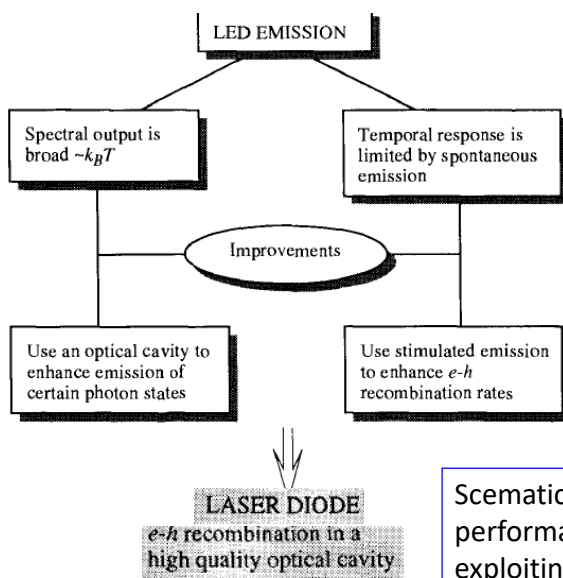 LED EMISSION
Spectral output is
broad ~k_BT
Temporal response is
limited by spontaneous
emission
Improvements
Use an optical cavity to
enhance emission of
certain photon states
Use stimulated emission
to enhance e-h
recombination rates
LASER DIODE
e-h recombination in a
high quality optical cavity
Scematic
performa
exploitin